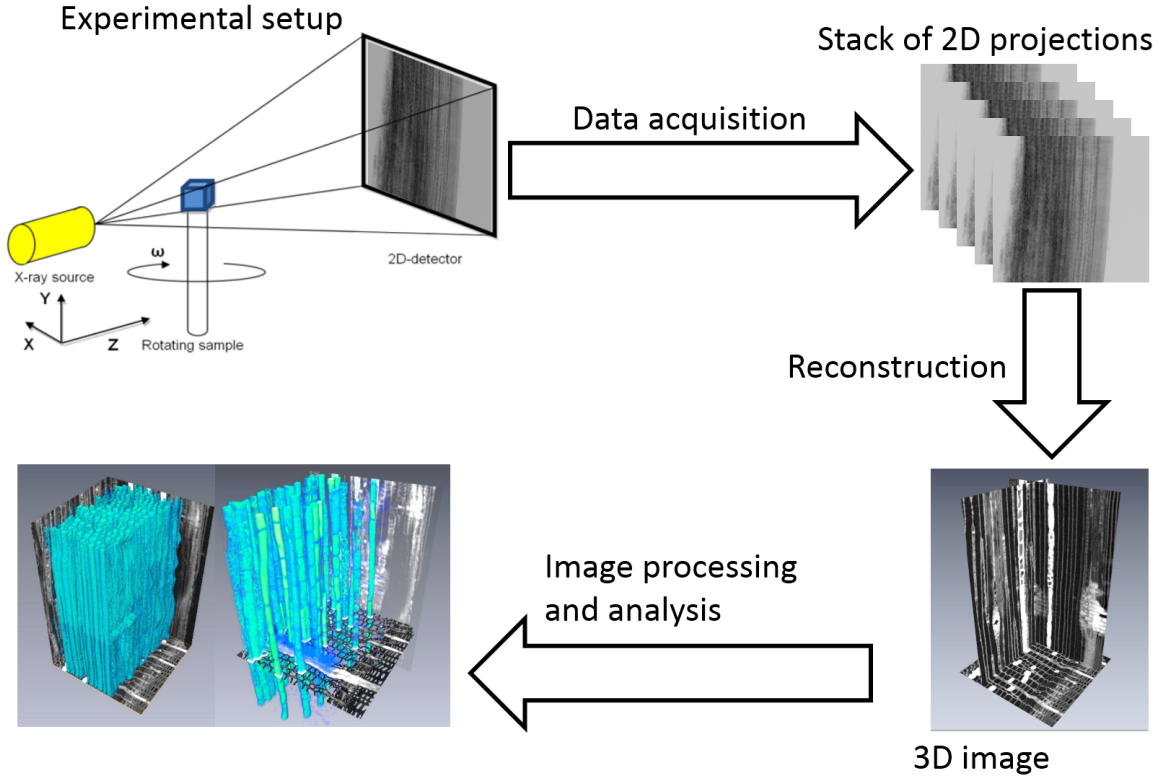 Experimental setup
Stack of 2D projections
Data acquisition
ω
2D-detector
X-ray source
Y
X
Z
Rotating sample
Reconstruction
Image processing
and analysis
3D image